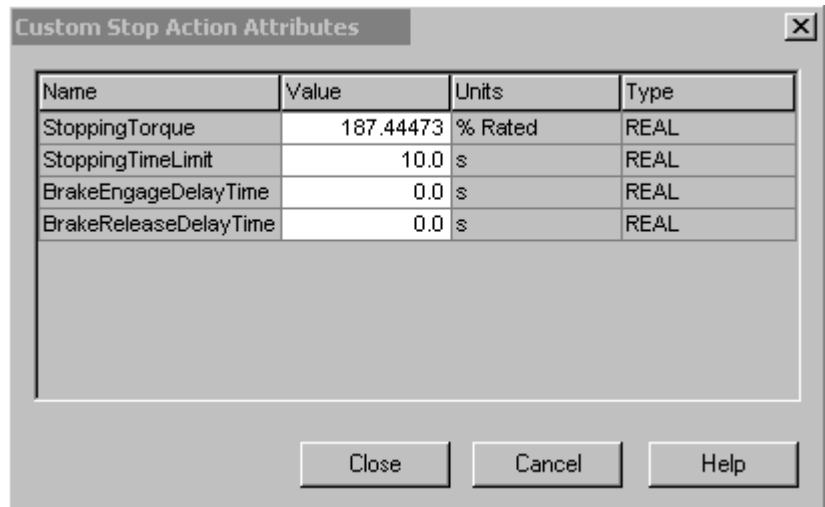 Custom Stop Action Attributes
Name Value Units Type
StoppingTorque 187.44473 % Rated REAL
StoppingTimeLimit 10.0 s REAL
BrakeEngageDelayTime 0.0 s REAL
BrakeReleaseDelayTime 0.0 s REAL
Close Cancel Help